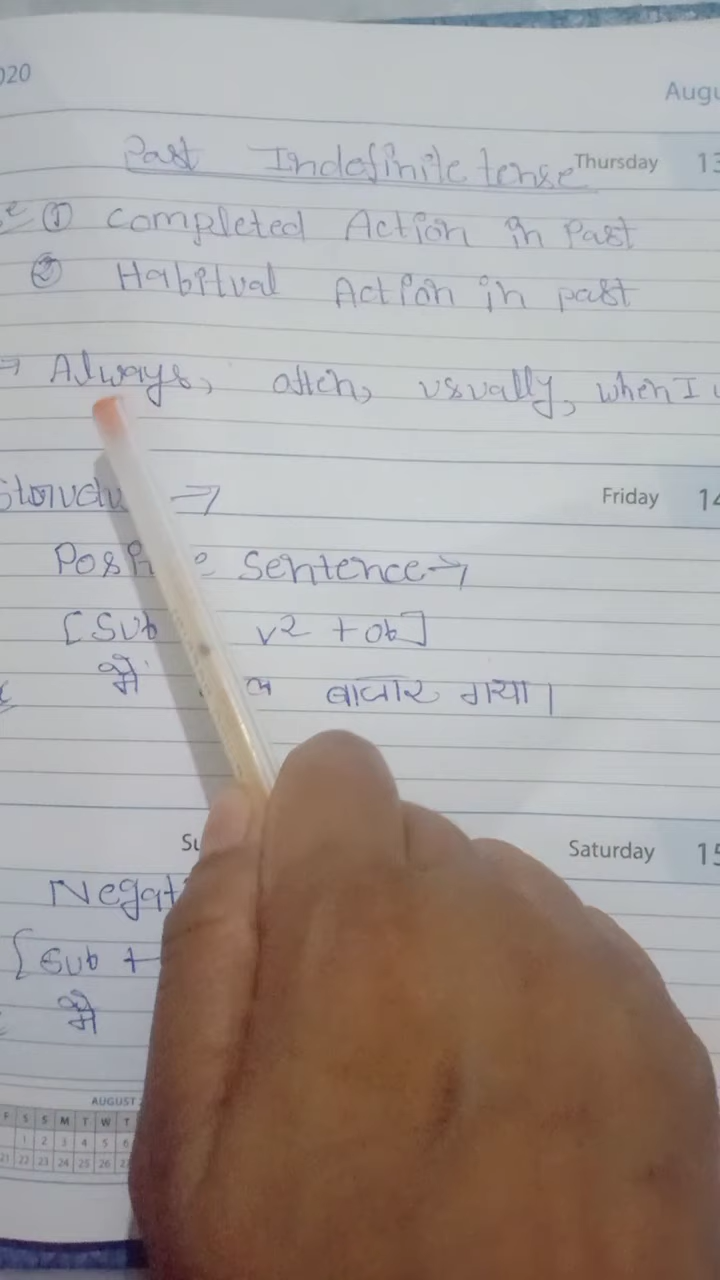 020
Augu
Past Indefinite tense Thursday 13
① Completed Action in Past
② Habitual Action in past
→ Always, often, usually, when I
Friday 14
Sentence →
[Sub v2 + ob]
मैं बाजार गया।
Saturday 15
Negat
[Sub +
मैं
AUGUST
F S S M T W T
1 2 3 4 5 6
21 22 23 24 25 26